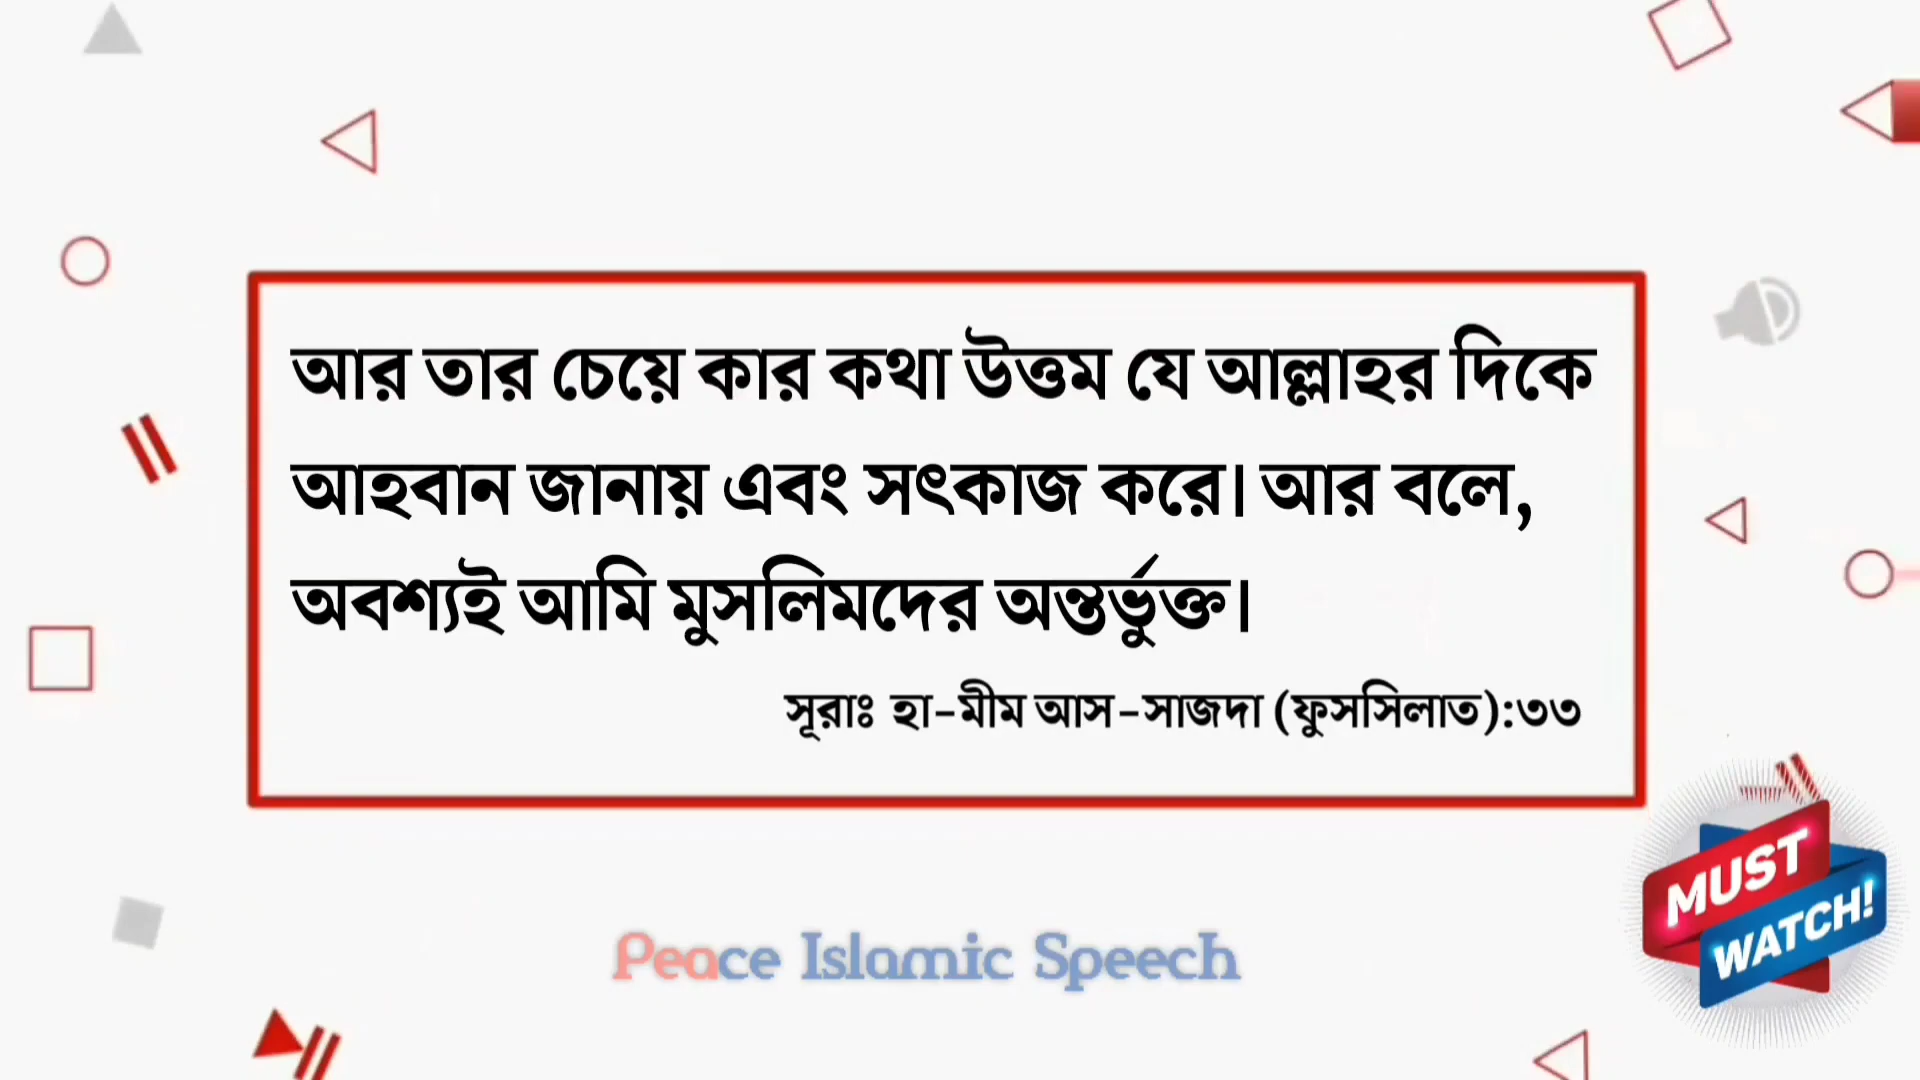 আর তার চেয়ে কার কথা উত্তম যে আল্লাহর দিকে
আহবান জানায় এবং সৎকাজ করে। আর বলে,
অবশ্যই আমি মুসলিমদের অন্তর্ভুক্ত।
সূরাঃ হা-মীম আস-সাজদা (ফুসসিলাত):৩৩
MUST
WATCH!
Peace Islamic Speech